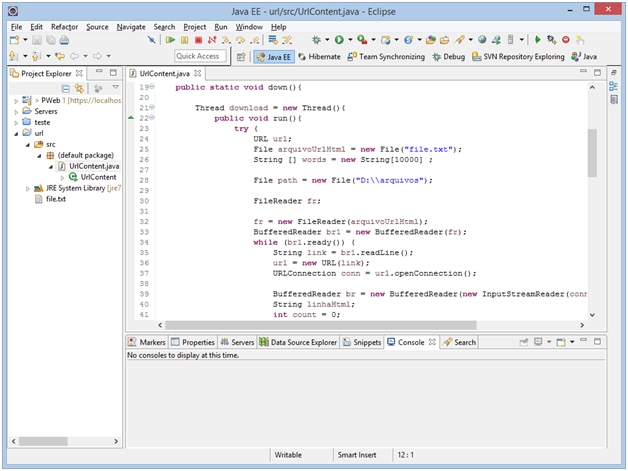 Java EE - url/src/UrlContent.java - Eclipse
File Edit Refactor Source Navigate Search Project Run Window Help
Quick Access Java EE Hibernate Team Synchronizing Debug SVN Repository Exploring Java
Project Explorer
> PWeb 1 [https://localhos
Servers
teste
url
src
(default package)
UrlContent.java
UrlContent
JRE System Library [jre7
file.txt
UrlContent.java
19 public static void down(){
20
21 Thread download = new Thread(){
22 public void run(){
23 try {
24 URL url;
25 File arquivoUrlHtml = new File("file.txt");
26 String [] words = new String[10000] ;
27
28 File path = new File("D:\\arquivos");
29
30 FileReader fr;
31
32 fr = new FileReader(arquivoUrlHtml);
33 BufferedReader br1 = new BufferedReader(fr);
34 while (br1.ready()) {
35 String link = br1.readLine();
36 url = new URL(link);
37 URLConnection conn = url.openConnection();
38
39 BufferedReader br = new BufferedReader(new InputStreamReader(conn
40 String linhaHtml;
41 int count = 0;
Markers Properties Servers Data Source Explorer Snippets Console Search
No consoles to display at this time.
Writable Smart Insert 12 : 1